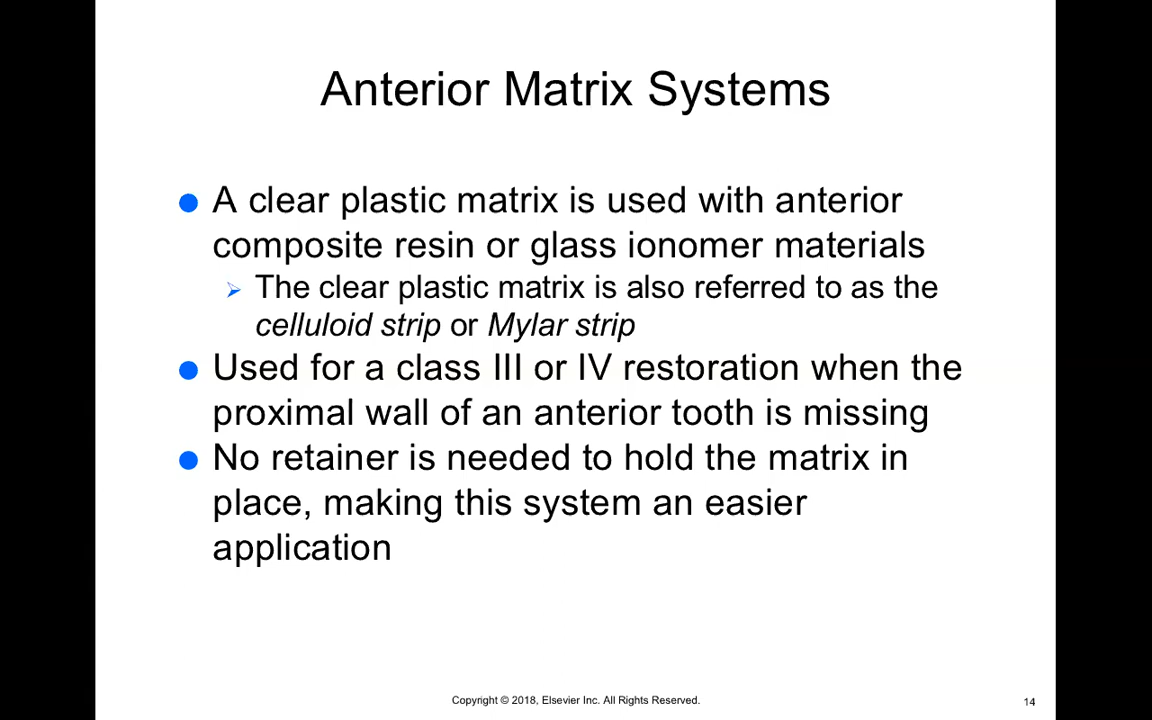 Anterior Matrix Systems
A clear plastic matrix is used with anterior
composite resin or glass ionomer materials
The clear plastic matrix is also referred to as the
celluloid strip or Mylar strip
Used for a class III or IV restoration when the
proximal wall of an anterior tooth is missing
No retainer is needed to hold the matrix in
place, making this system an easier
application
Copyright © 2018, Elsevier Inc. All Rights Reserved.
14